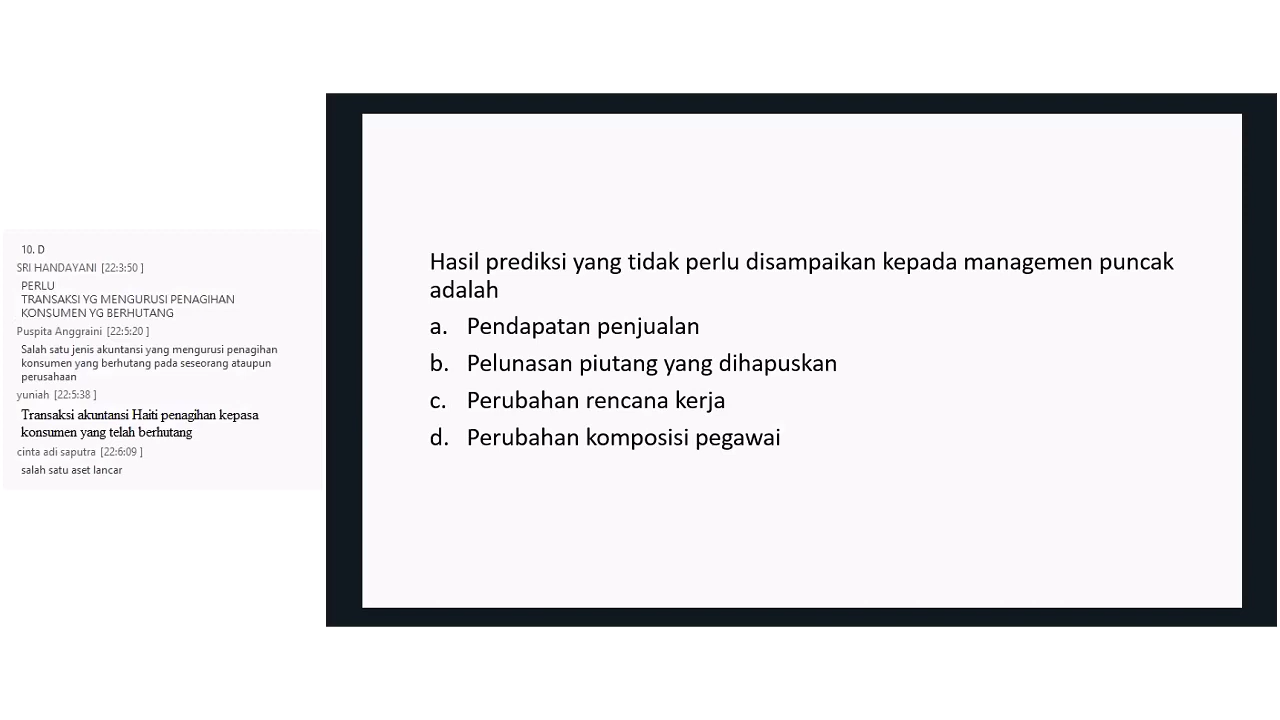 10. D
SRI HANDAYANI [22:3:50 ]
PERLU
TRANSAKSI YG MENGURUSI PENAGIHAN
KONSUMEN YG BERHUTANG
Puspita Anggraini [22:5:20 ]
Salah satu jenis akuntansi yang mengurusi penagihan
konsumen yang berhutang pada seseorang ataupun
perusahaan
yuniah [22:5:38 ]
Transaksi akuntansi Haiti penagihan kepasa
konsumen yang telah berhutang
cinta adi saputra [22:6:09 ]
salah satu aset lancar
Hasil prediksi yang tidak perlu disampaikan kepada managemen puncak
adalah
a. Pendapatan penjualan
b. Pelunasan piutang yang dihapuskan
c. Perubahan rencana kerja
d. Perubahan komposisi pegawai